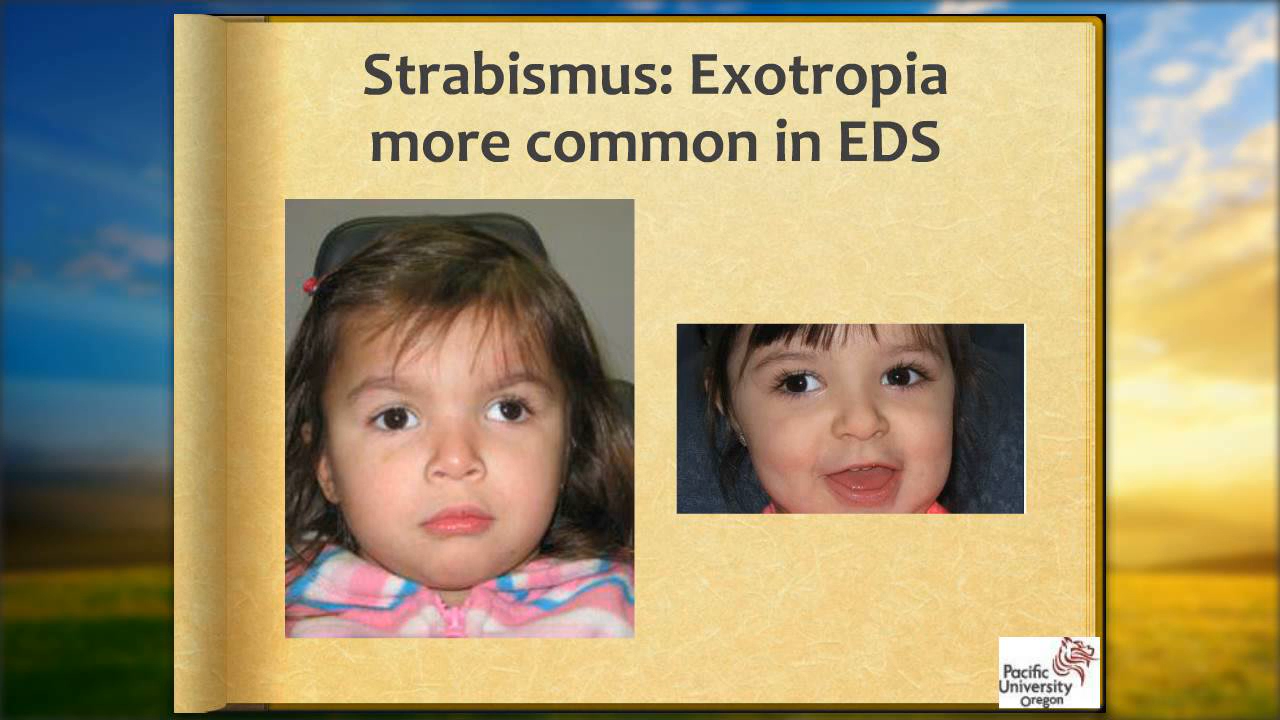 Strabismus: Exotropia
more common in EDS
Pacific
University
Oregon